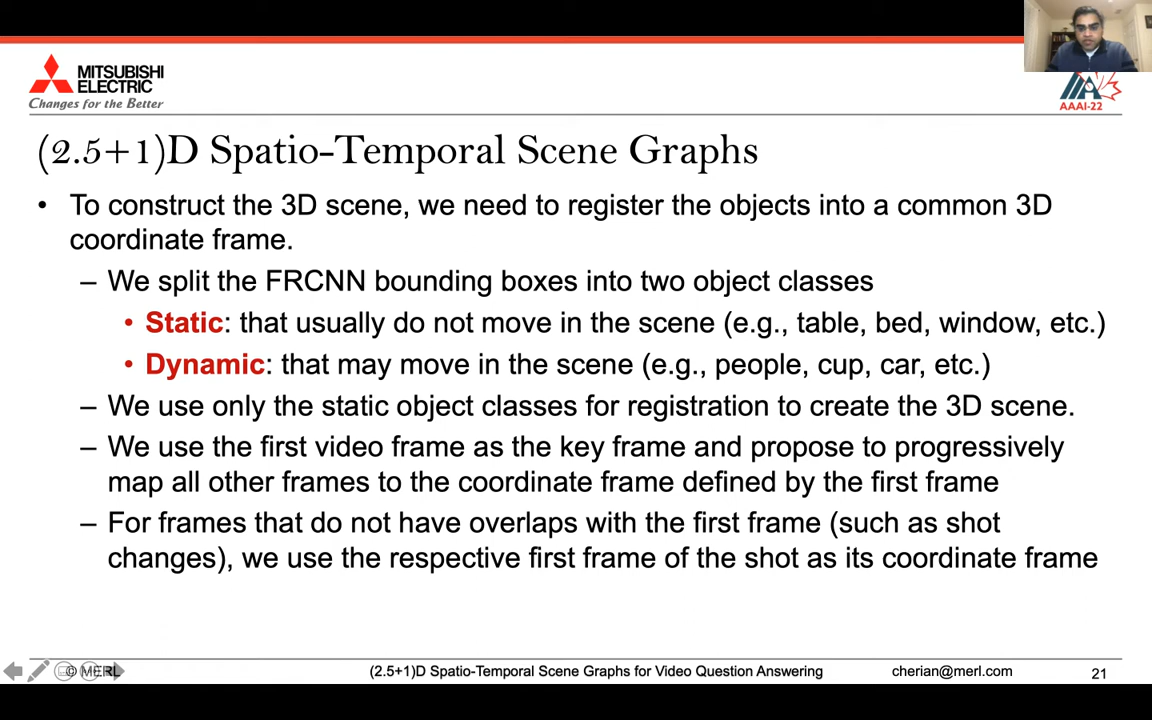 MITSUBISHI
ELECTRIC
Changes for the Better
AAAI-22
(2.5+1)D Spatio-Temporal Scene Graphs
• To construct the 3D scene, we need to register the objects into a common 3D
coordinate frame.
– We split the FRCNN bounding boxes into two object classes
• Static: that usually do not move in the scene (e.g., table, bed, window, etc.)
• Dynamic: that may move in the scene (e.g., people, cup, car, etc.)
– We use only the static object classes for registration to create the 3D scene.
– We use the first video frame as the key frame and propose to progressively
map all other frames to the coordinate frame defined by the first frame
– For frames that do not have overlaps with the first frame (such as shot
changes), we use the respective first frame of the shot as its coordinate frame
© MERL
(2.5+1)D Spatio-Temporal Scene Graphs for Video Question Answering
cherian@merl.com
21